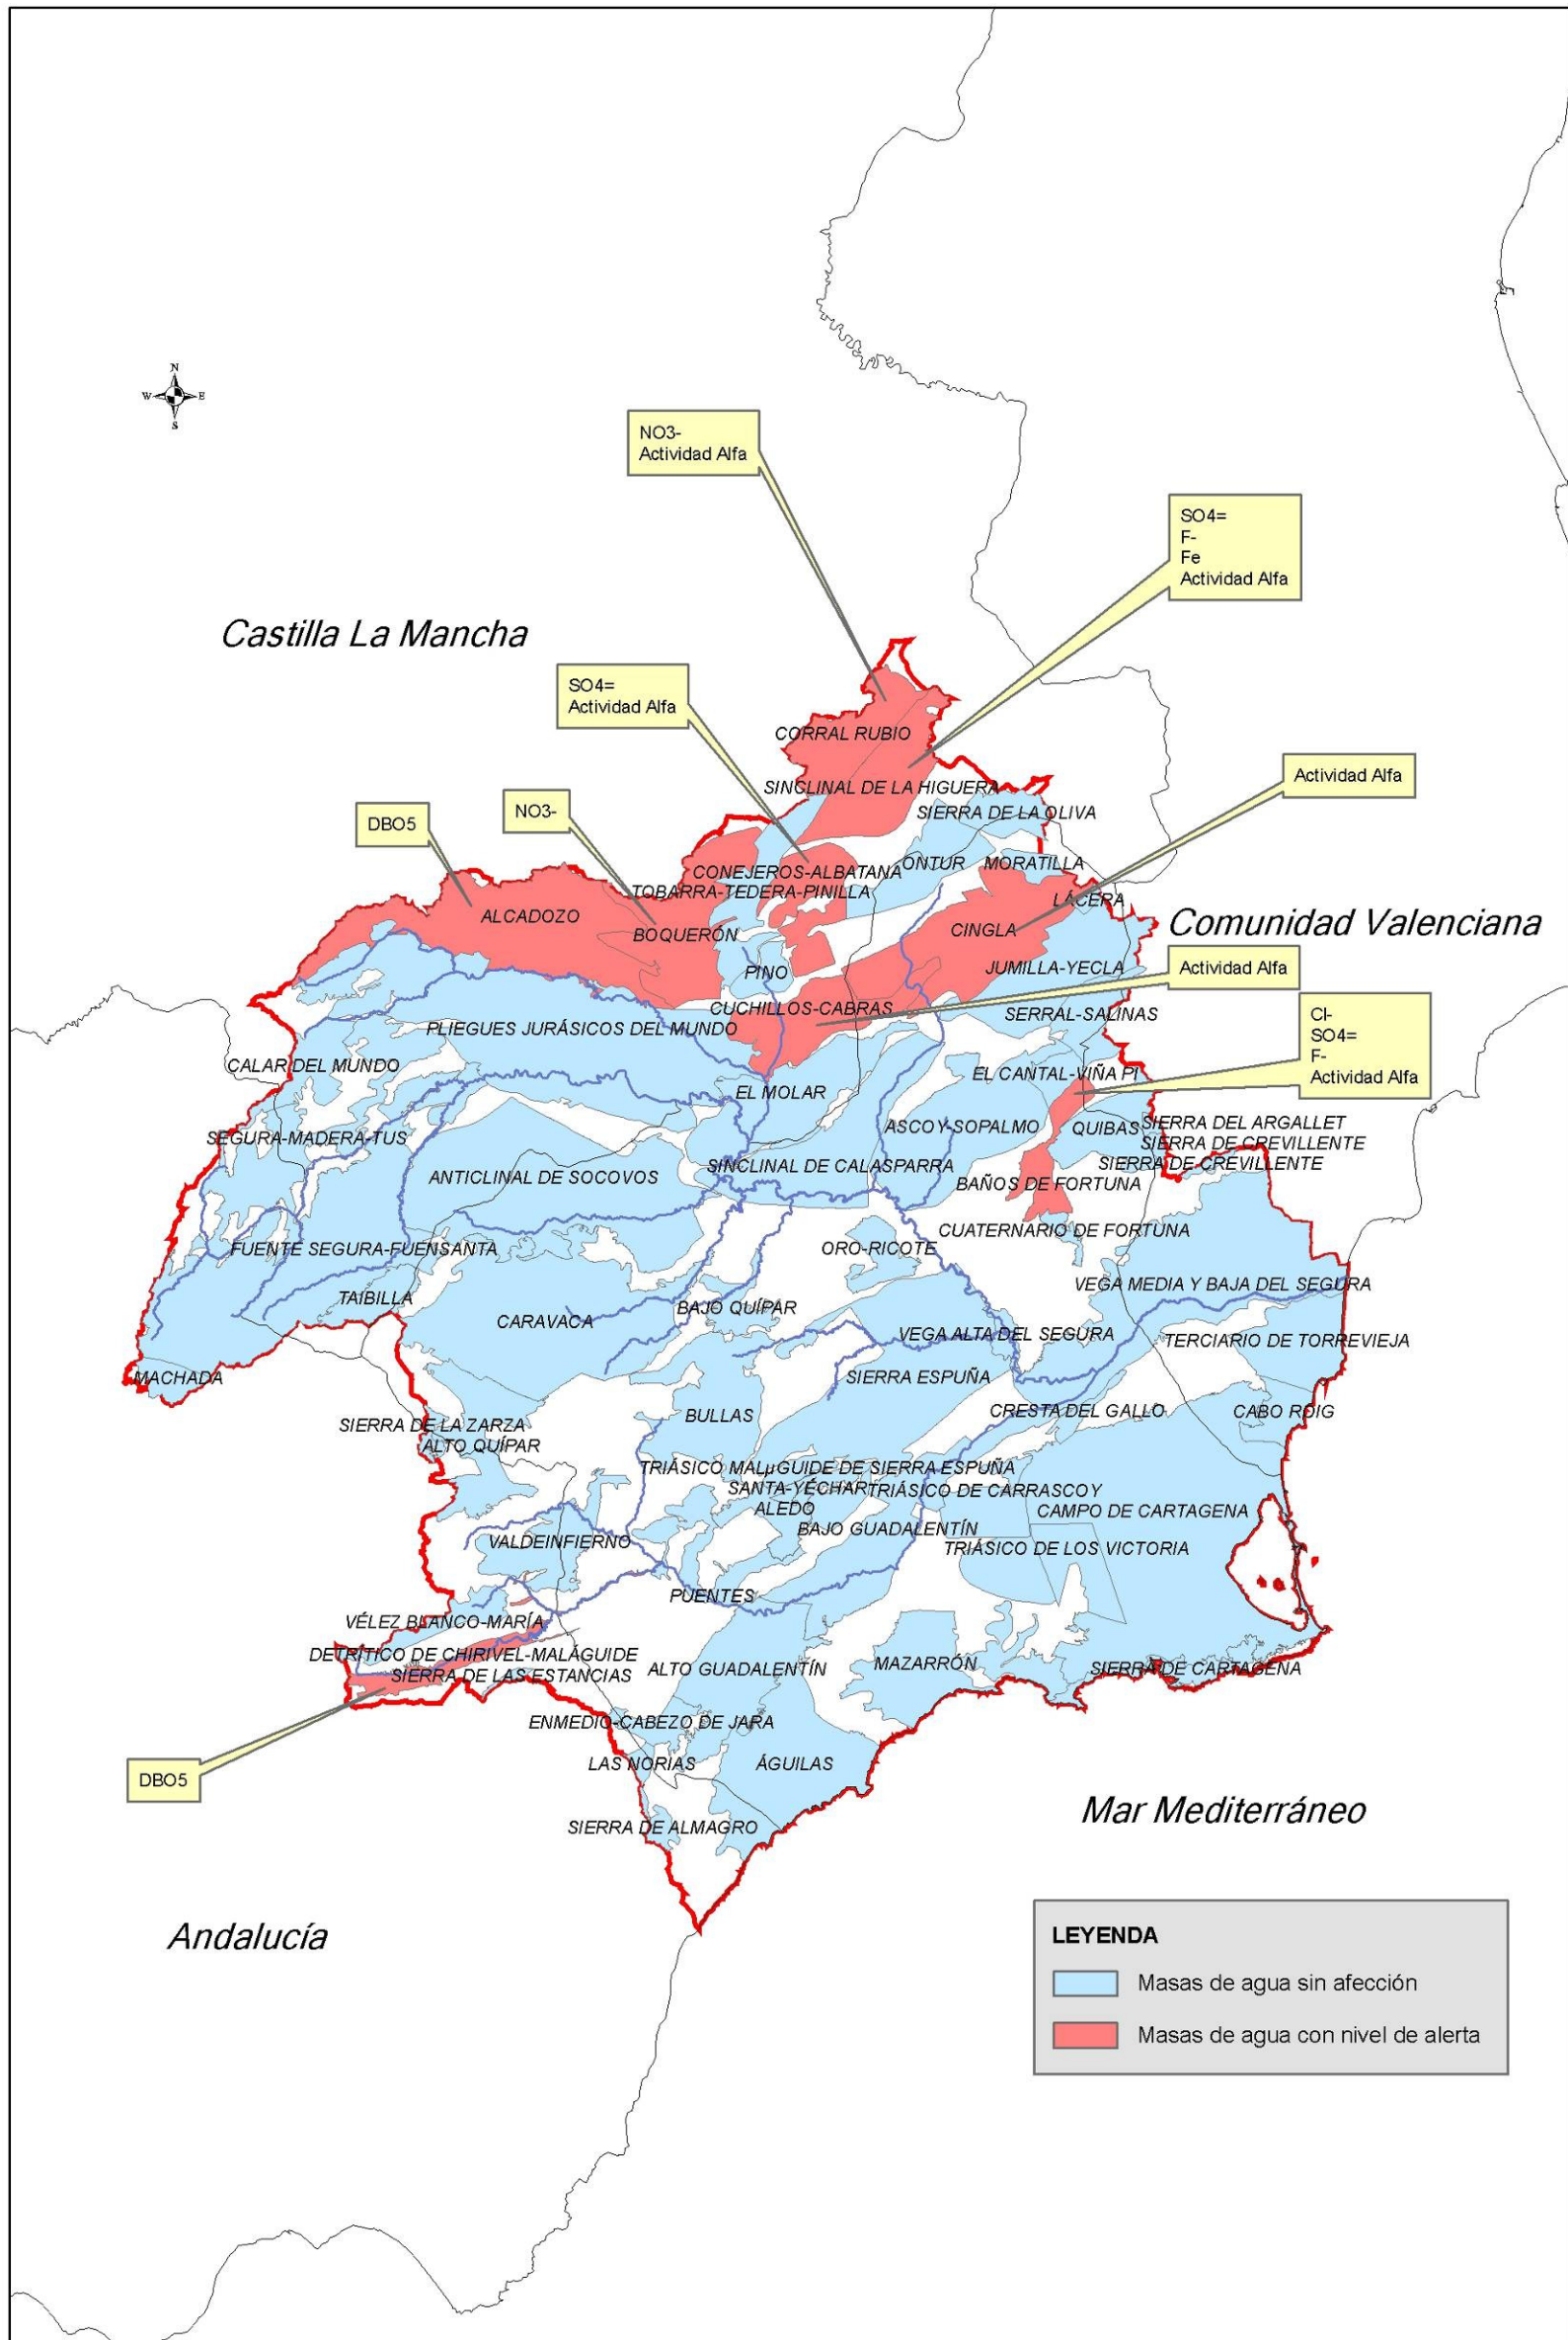 N
W
E
S
NO3-
Actividad Alfa
SO4=
F-
Fe
Actividad Alfa
Castilla La Mancha
SO4=
Actividad Alfa
CORRAL RUBIO
Actividad Alfa
SINCLINAL DE LA HIGUERA
DBO5
NO3-
SIERRA DE LA OLIVA
CONEJEROS-ALBATANA
ONTUR
MORATILLA
TOBARRA-TEDERA-PINILLA
LÁCERA
ALCADOZO
BOQUERÓN
CINGLA
Comunidad Valenciana
PINO
JUMILLA-YECLA
Actividad Alfa
CUCHILLOS-CABRAS
SERRAL-SALINAS
PLIEGUES JURÁSICOS DEL MUNDO
Cl-
SO4=
F-
Actividad Alfa
CALAR DEL MUNDO
EL CANTAL-VIÑA PI
EL MOLAR
SEGURA-MADERA-TUS
ASCOY-SOPALMO
QUIBAS
SIERRA DEL ARGALLET
SIERRA DE CREVILLENTE
SIERRA DE CREVILLENTE
SINCLINAL DE CALASPARRA
ANTICLINAL DE SOCOVOS
BAÑOS DE FORTUNA
CUATERNARIO DE FORTUNA
FUENTE SEGURA-FUENSANTA
ORO-RICOTE
VEGA MEDIA Y BAJA DEL SEGURA
TAIBILLA
BAJO QUÍPAR
CARAVACA
VEGA ALTA DEL SEGURA
TERCIARIO DE TORREVIEJA
MACHADA
SIERRA ESPUÑA
BULLAS
CRESTA DEL GALLO
CABO ROIG
SIERRA DE LA ZARZA
ALTO QUÍPAR
TRIÁSICO MALµGUIDE DE SIERRA ESPUÑA
SANTA-YÉCHAR
TRIÁSICO DE CARRASCOY
ALEDO
CAMPO DE CARTAGENA
BAJO GUADALENTÍN
VALDEINFIERNO
TRIÁSICO DE LOS VICTORIA
PUENTES
VÉLEZ BLANCO-MARÍA
DETRÍTICO DE CHIRIVEL-MALÁGUIDE
SIERRA DE LAS ESTANCIAS
ALTO GUADALENTÍN
MAZARRÓN
SIERRA DE CARTAGENA
ENMEDIO-CABEZO DE JARA
LAS NORIAS
ÁGUILAS
DBO5
Mar Mediterráneo
SIERRA DE ALMAGRO
Andalucía
LEYENDA
Masas de agua sin afección
Masas de agua con nivel de alerta